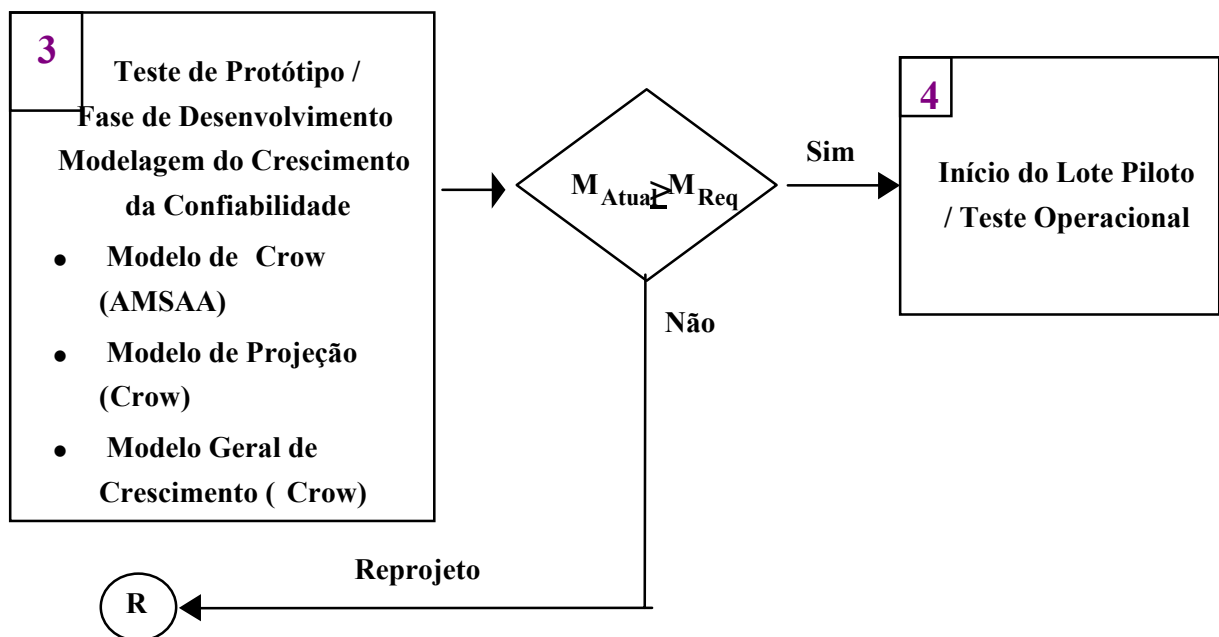 3
Teste de Protótipo /
Fase de Desenvolvimento
Modelagem do Crescimento
da Confiabilidade
• Modelo de Crow
(AMSAA)
• Modelo de Projeção
(Crow)
• Modelo Geral de
Crescimento ( Crow)
M Atual ≥ M Req
Sim
Não
4
Início do Lote Piloto
/ Teste Operacional
Reprojeto
R